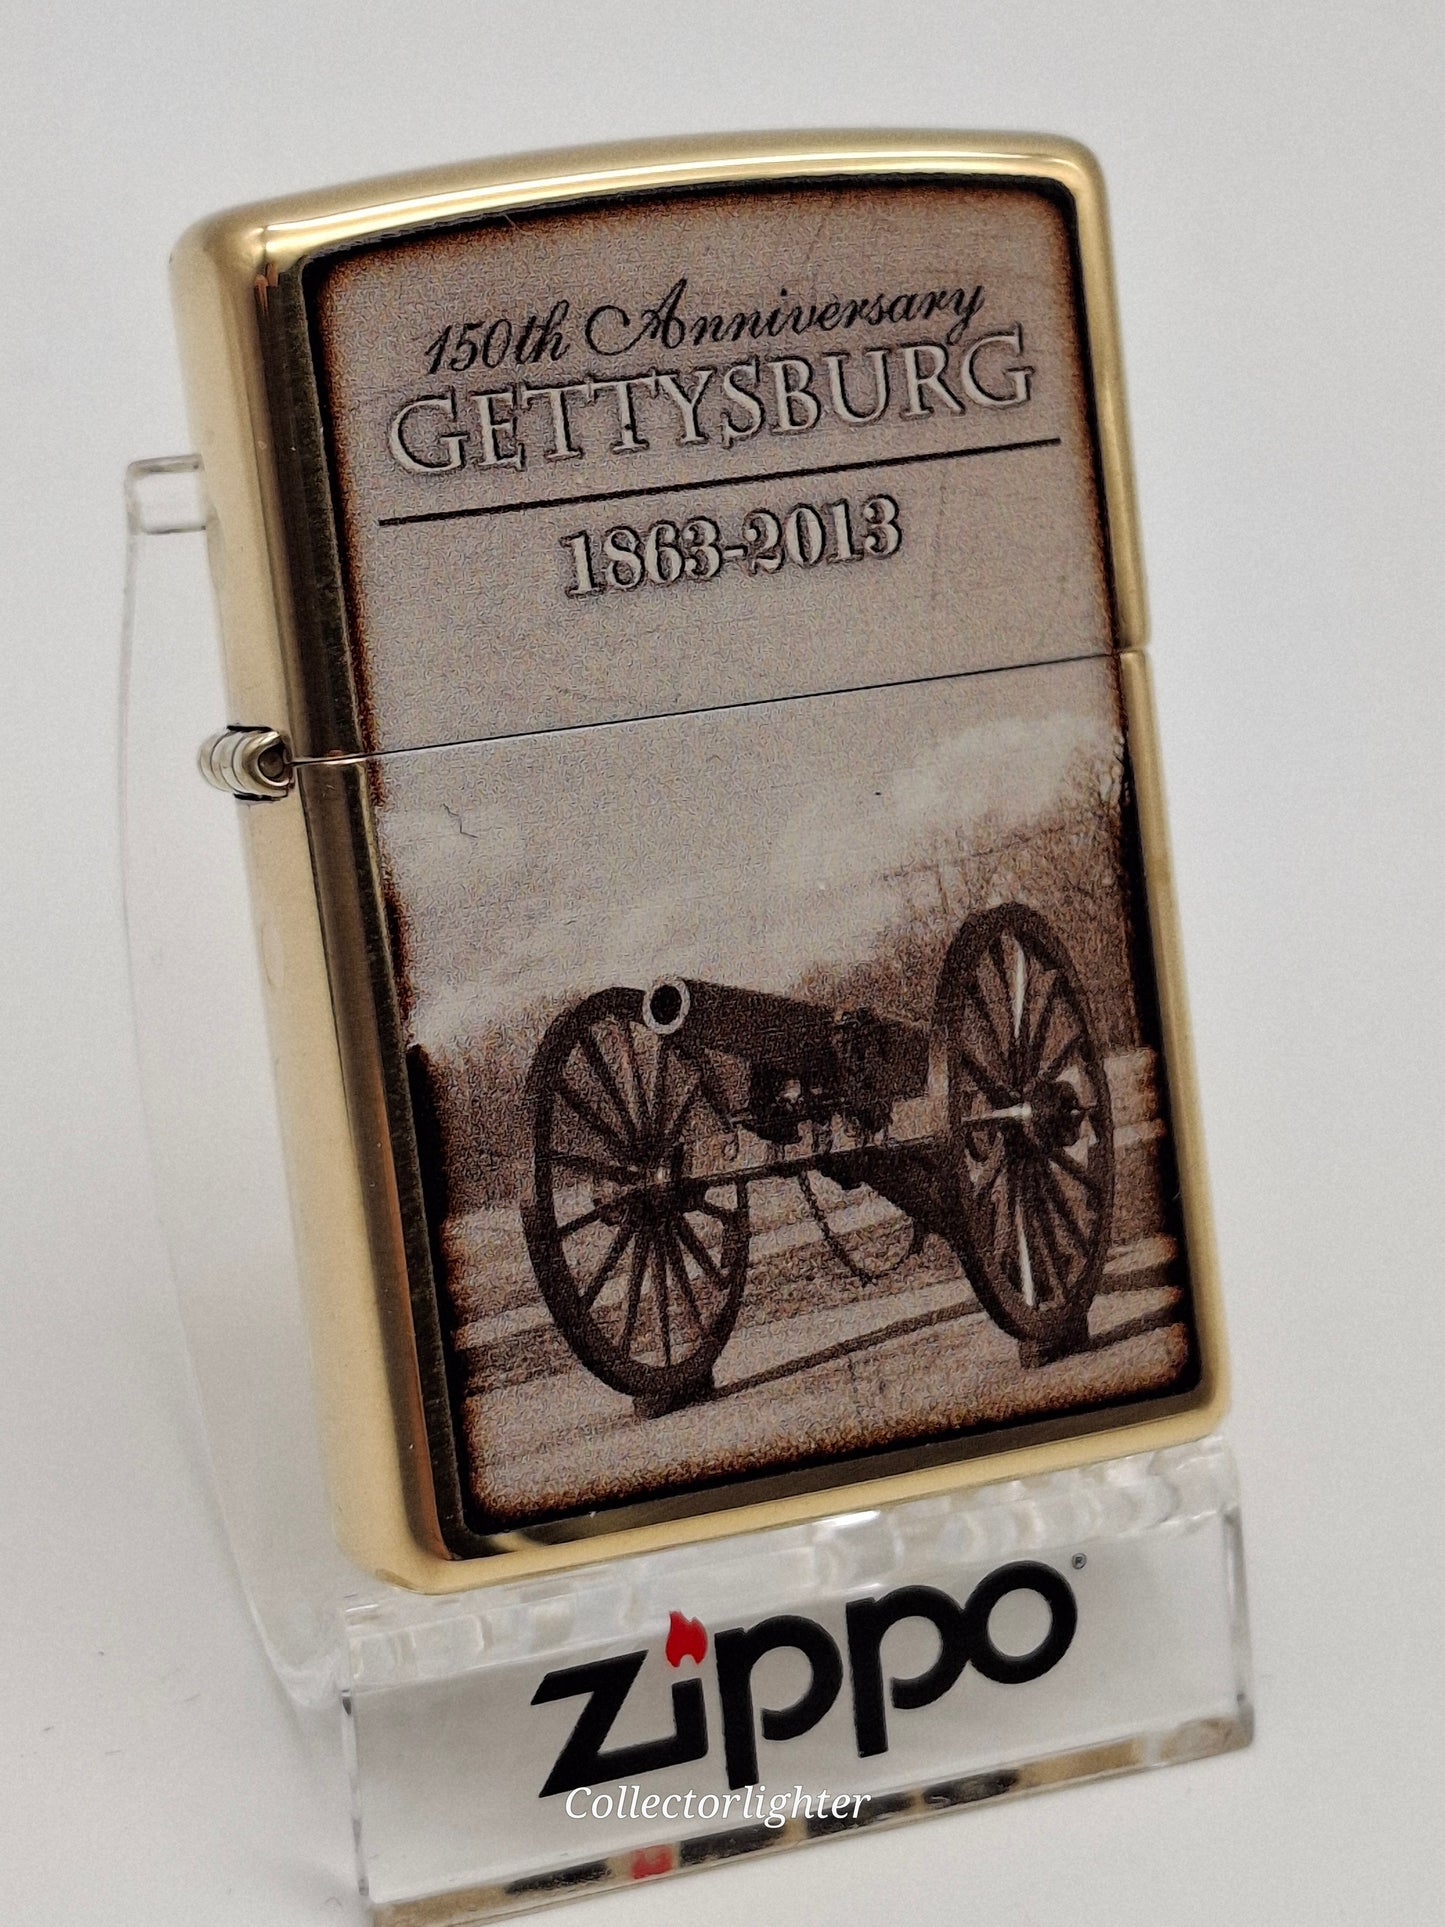 150th Anniversary
GETTYSBURG
1863-2013
zippo®
Collectorlighter